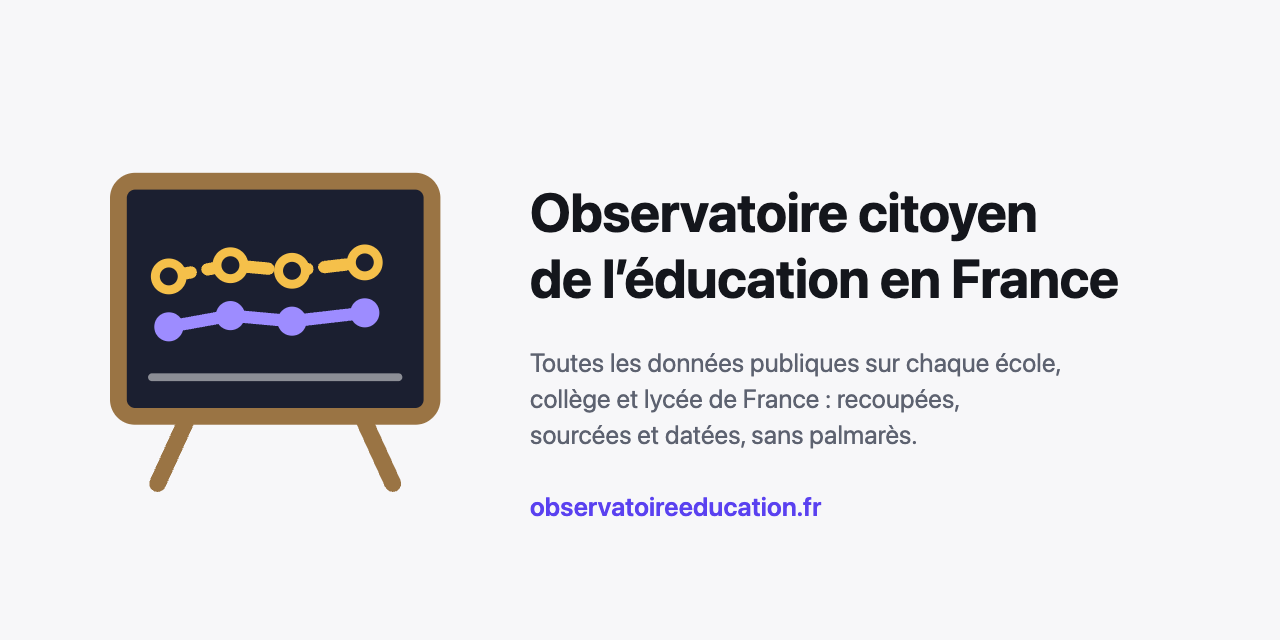 Observatoire citoyen
de l’éducation en France
Toutes les données publiques sur chaque école,
collège et lycée de France : recoupées,
sourcées et datées, sans palmarès.
observatoireeducation.fr